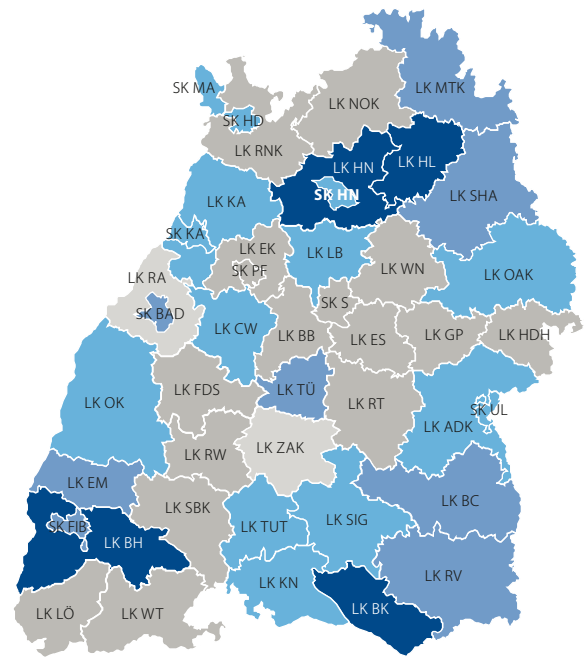 SK MA
LK MTK
LK NOK
SK HD
LK RNK
LK HN
LK HL
SK HN
LK SHA
LK KA
SK KA
LK EK
LK LB
SK PF
LK WN
LK OAK
LK RA
SK BAD
SK S
LK CW
LK BB
LK ES
LK GP
LK HDH
LK FDS
LK TÜ
LK RT
LK OK
SK UL
LK ADK
LK RW
LK ZAK
LK EM
LK SBK
LK BC
SK FIB
LK BH
LK TUT
LK SIG
LK KN
LK RV
LK LÖ
LK WT
LK BK